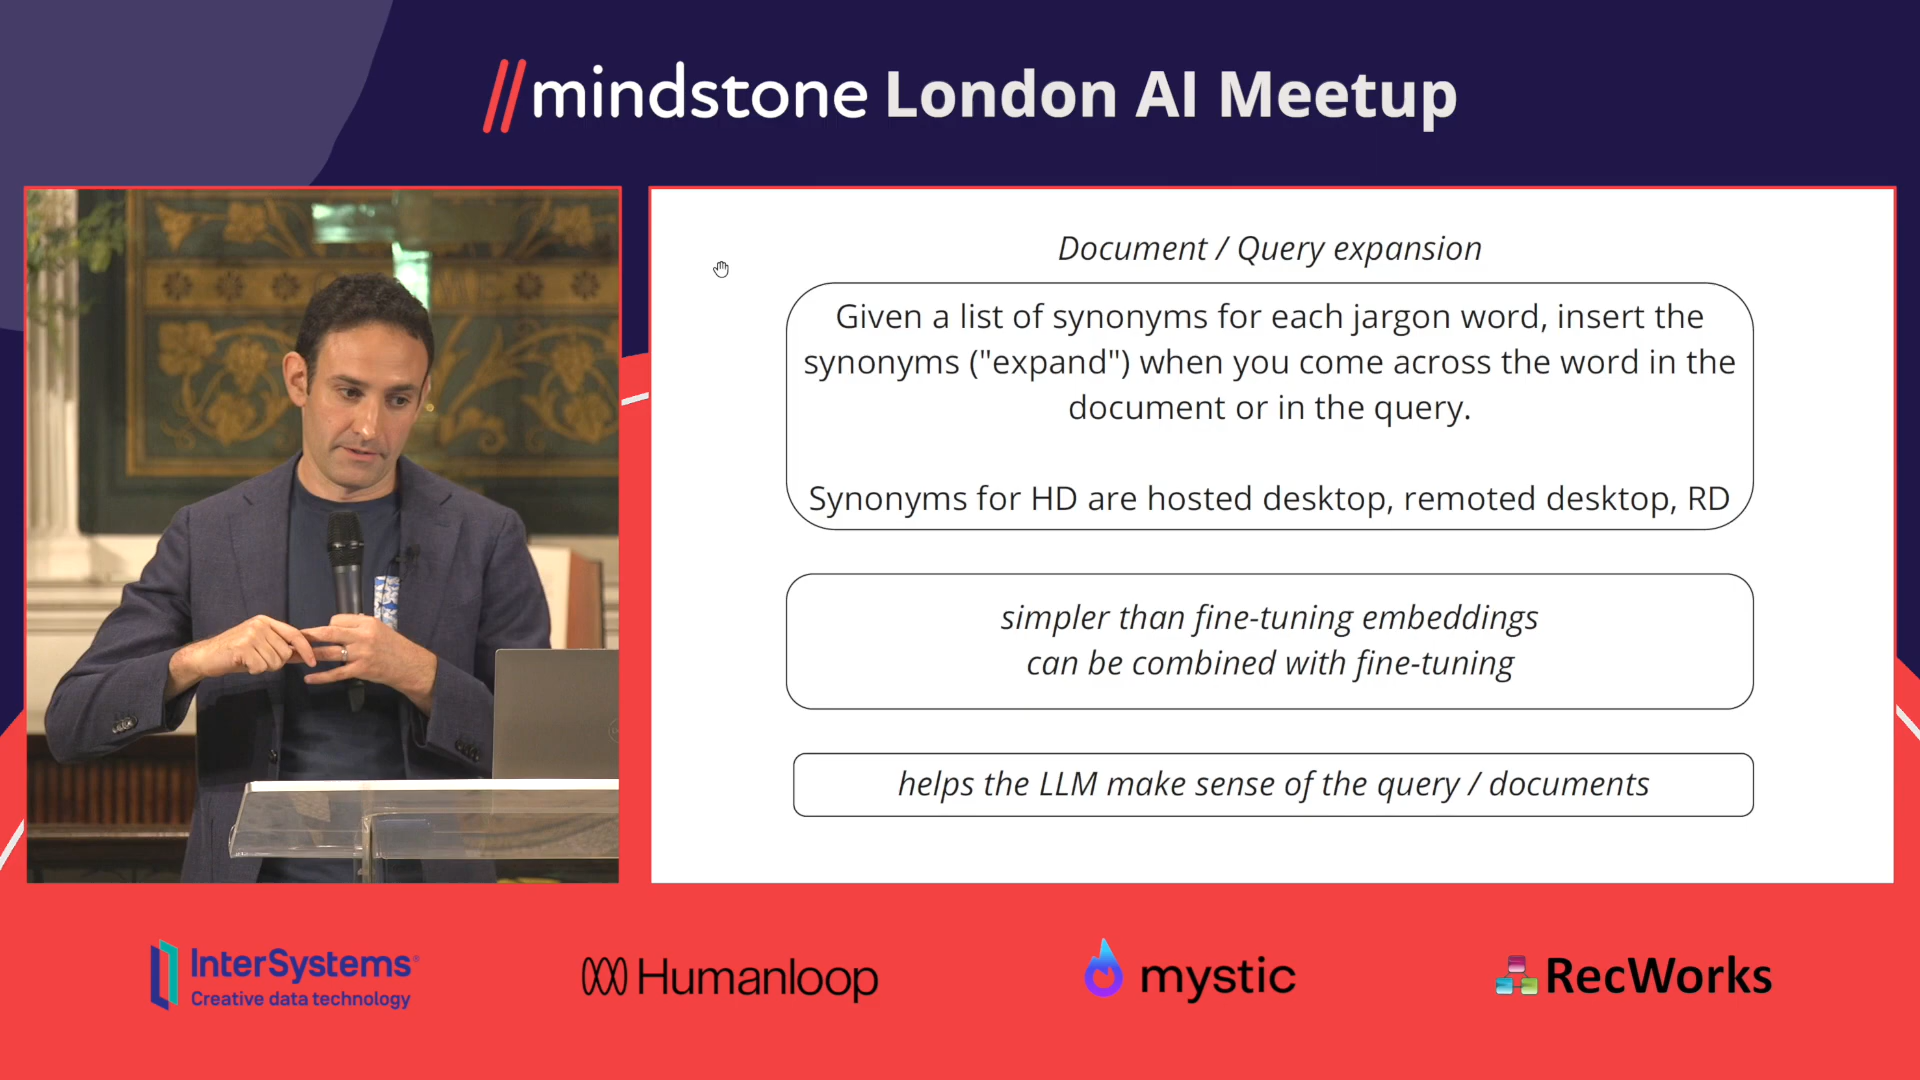 //mindstone London AI Meetup
Document / Query expansion
Given a list of synonyms for each jargon word, insert the
synonyms ("expand") when you come across the word in the
document or in the query.
Synonyms for HD are hosted desktop, remoted desktop, RD
simpler than fine-tuning embeddings
can be combined with fine-tuning
helps the LLM make sense of the query / documents
InterSystems®
Creative data technology
Humanloop
mystic
RecWorks